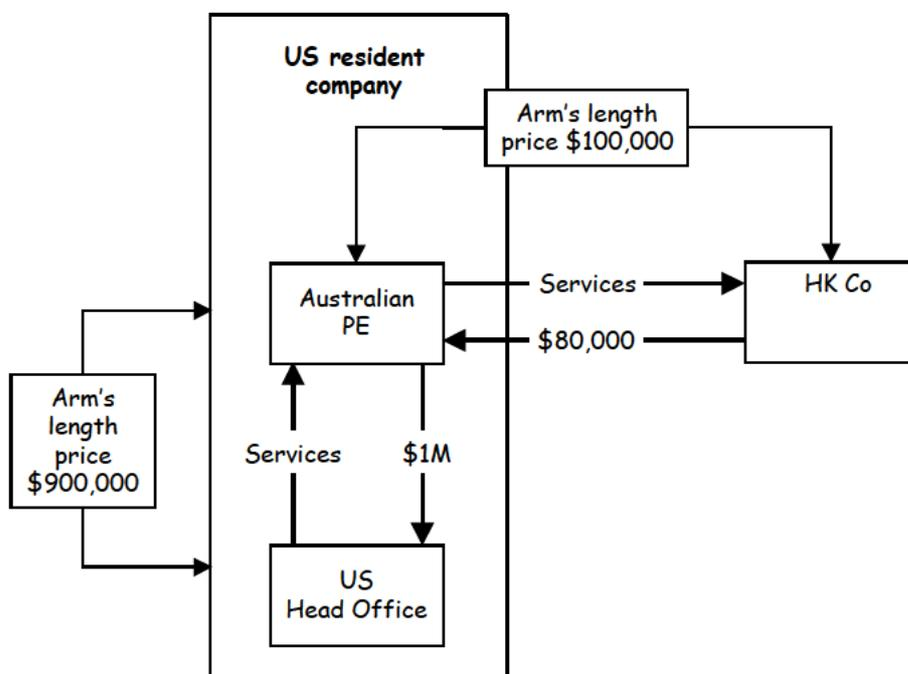 US resident
company
Arm's length
price $100,000
Australian
PE
Services
HK Co
$80,000
Arm's
length
price
$900,000
Services
$1M
US
Head Office